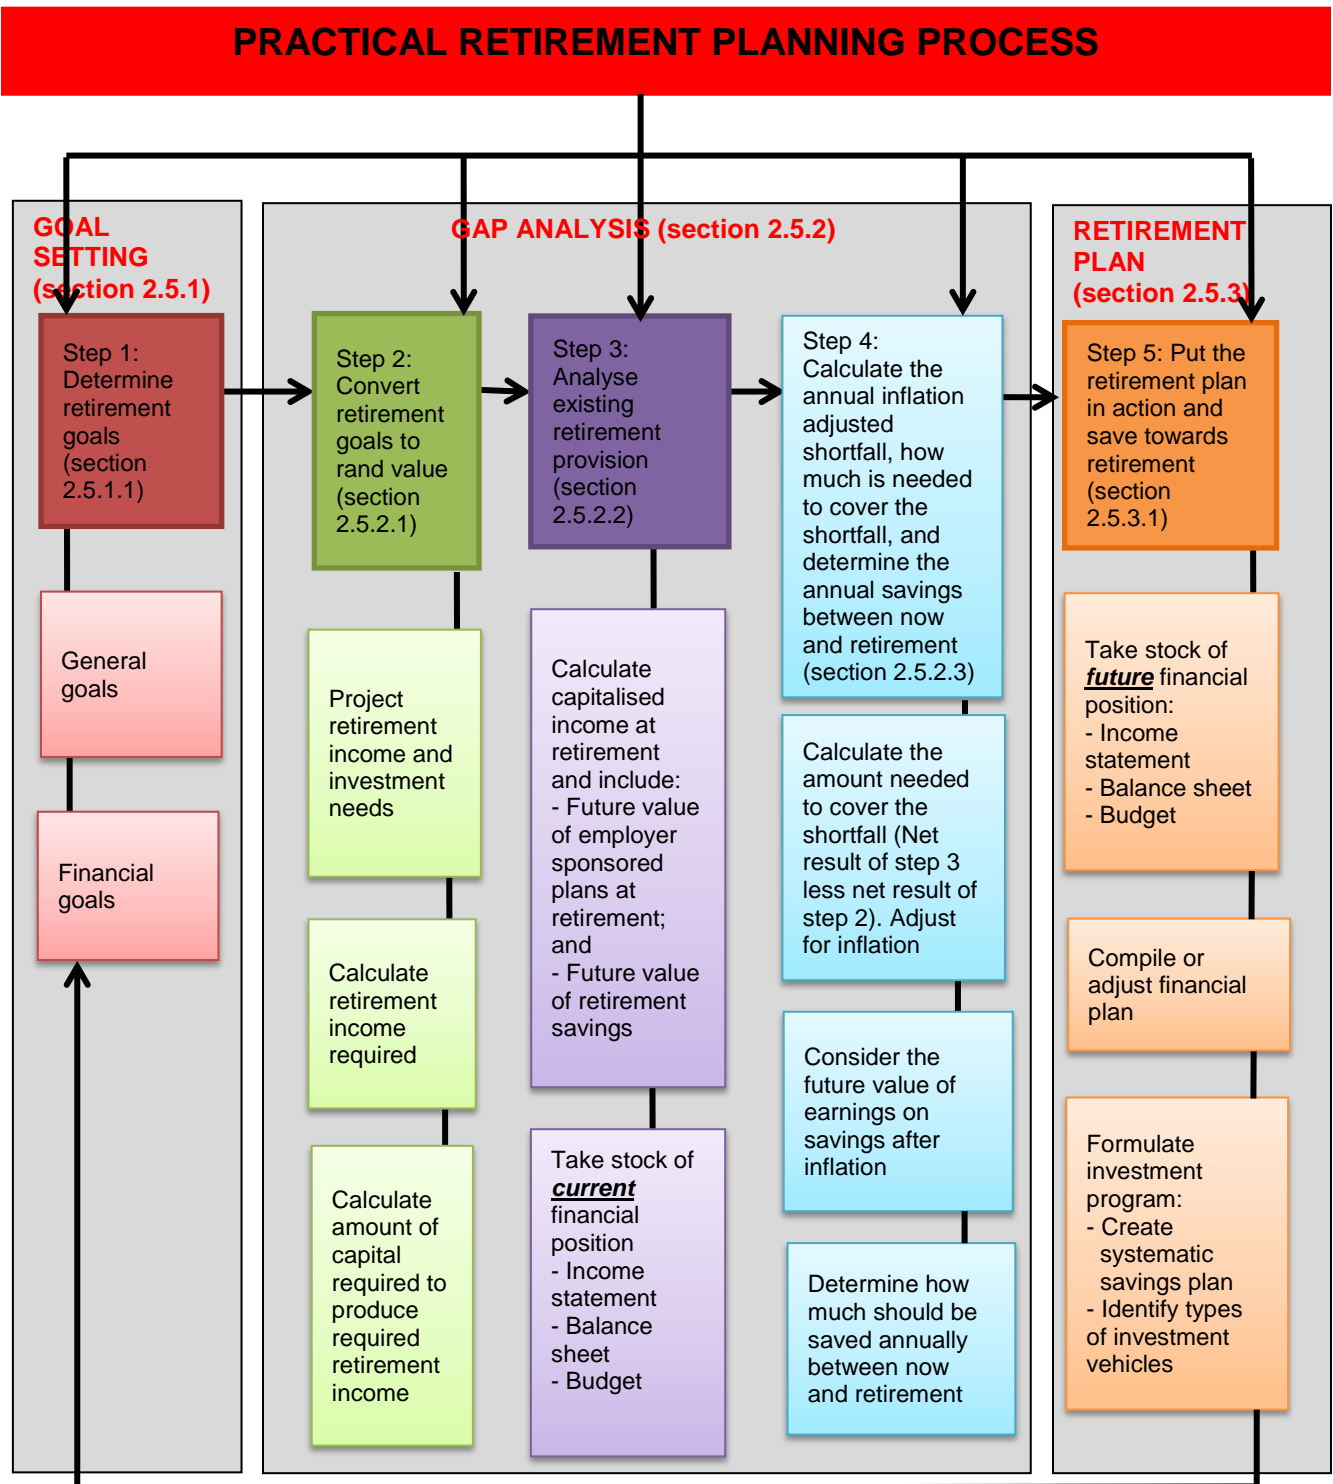 PRACTICAL RETIREMENT PLANNING PROCESS
GOAL
SETTING
(section 2.5.1)
Step 1:
Determine
retirement
goals
(section
2.5.1.1)
General
goals
Financial
goals
GAP ANALYSIS (section 2.5.2)
Step 2:
Convert
retirement
goals to
rand value
(section
2.5.2.1)
Project
retirement
income and
investment
needs
Calculate
retirement
income
required
Calculate
amount of
capital
required to
produce
required
retirement
income
Step 3:
Analyse
existing
retirement
provision
(section
2.5.2.2)
Calculate
capitalised
income at
retirement
and include:
- Future value
of employer
sponsored
plans at
retirement;
and
- Future value
of retirement
savings
Take stock of
current
financial
position
- Income
statement
- Balance
sheet
- Budget
Step 4:
Calculate the
annual inflation
adjusted
shortfall, how
much is needed
to cover the
shortfall, and
determine the
annual savings
between now
and retirement
(section 2.5.2.3)
Calculate the
amount needed
to cover the
shortfall (Net
result of step 3
less net result of
step 2). Adjust
for inflation
Consider the
future value of
earnings on
savings after
inflation
Determine how
much should be
saved annually
between now
and retirement
RETIREMENT
PLAN
(section 2.5.3)
Step 5: Put the
retirement plan
in action and
save towards
retirement
(section
2.5.3.1)
Take stock of
future financial
position:
- Income
statement
- Balance sheet
- Budget
Compile or
adjust financial
plan
Formulate
investment
program:
- Create
systematic
savings plan
- Identify types
of investment
vehicles